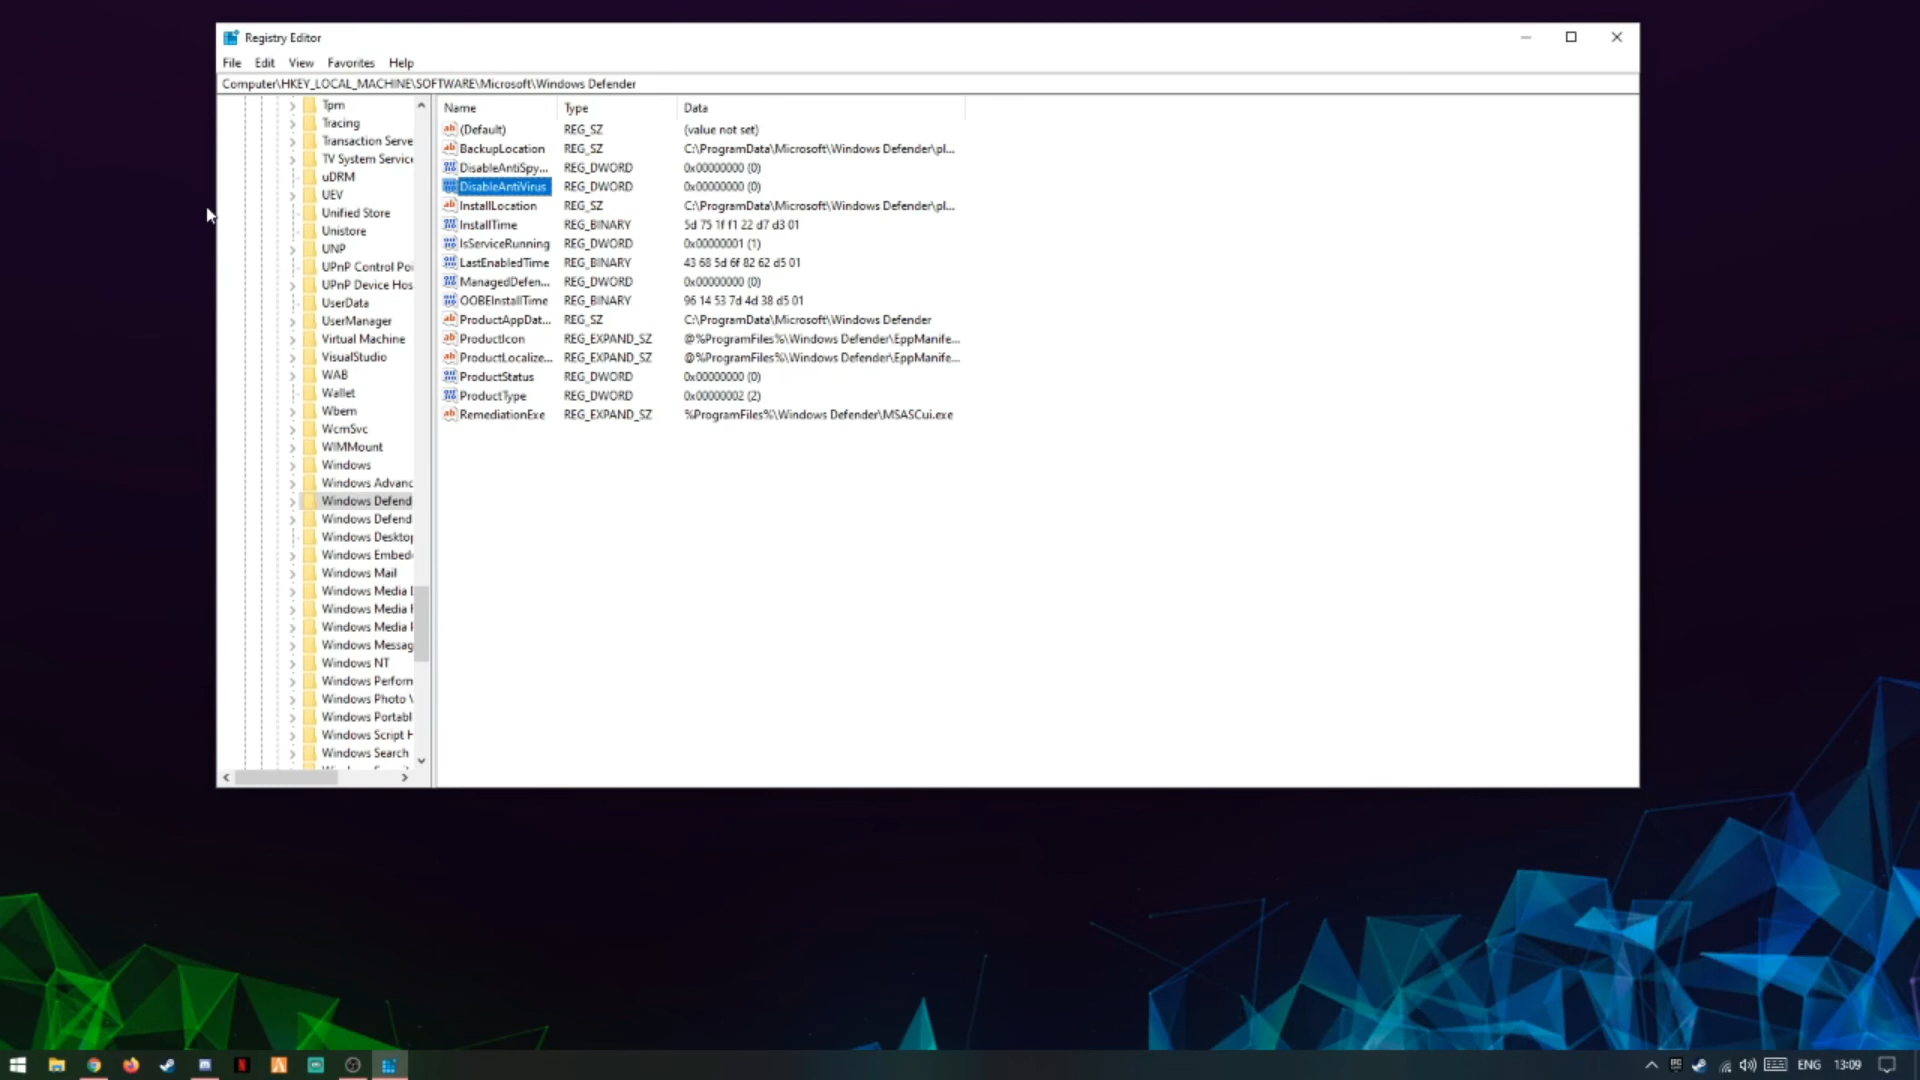 Registry Editor
File Edit View Favorites Help
Computer\HKEY_LOCAL_MACHINE\SOFTWARE\Microsoft\Windows Defender
Tpm
Tracing
Transaction Serve
TV System Service
uDRM
UEV
Unified Store
Unistore
UNP
UPnP Control Poi
UPnP Device Hos
UserData
UserManager
Virtual Machine
VisualStudio
WAB
Wallet
Wbem
WcmSvc
WIMMount
Windows
Windows Advanc
Windows Defend
Windows Defend
Windows Desktop
Windows Embed
Windows Mail
Windows Media
Windows Media
Windows Media
Windows Messag
Windows NT
Windows Perform
Windows Photo
Windows Portabl
Windows Script H
Windows Search
Name Type Data
(Default) REG_SZ (value not set)
BackupLocation REG_SZ C:\ProgramData\Microsoft\Windows Defender\pl...
DisableAntiSpy... REG_DWORD 0x00000000 (0)
DisableAntiVirus REG_DWORD 0x00000000 (0)
InstallLocation REG_SZ C:\ProgramData\Microsoft\Windows Defender\pl...
InstallTime REG_BINARY 5d 75 1f f1 22 d7 d3 01
IsServiceRunning REG_DWORD 0x00000001 (1)
LastEnabledTime REG_BINARY 43 68 5d 6f 82 62 d5 01
ManagedDefen... REG_DWORD 0x00000000 (0)
OOBEInstallTime REG_BINARY 96 14 53 7d 4d 38 d5 01
ProductAppDat... REG_SZ C:\ProgramData\Microsoft\Windows Defender
ProductIcon REG_EXPAND_SZ @%ProgramFiles%\Windows Defender\EppManife...
ProductLocalize... REG_EXPAND_SZ @%ProgramFiles%\Windows Defender\EppManife...
ProductStatus REG_DWORD 0x00000000 (0)
ProductType REG_DWORD 0x00000002 (2)
RemediationExe REG_EXPAND_SZ %ProgramFiles%\Windows Defender\MSASCui.exe
ENG 13:09